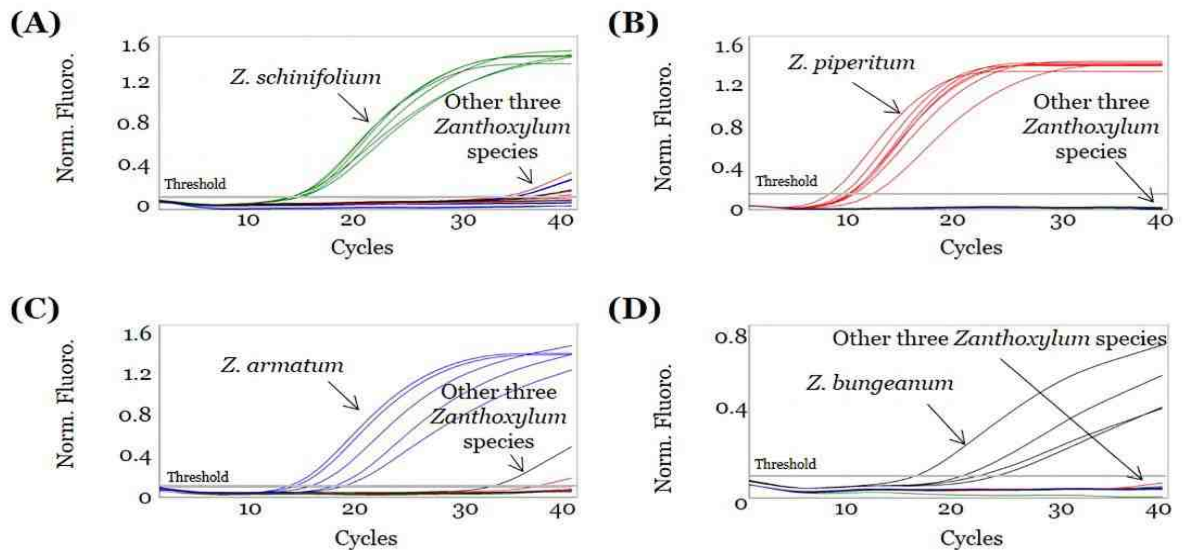 (A)
Norm. Fluoro.
1.6
1.2
0.8
0.4
0
Z. schinifolium
Other three
Zanthoxylum
species
Threshold
10
20
30
40
Cycles
(B)
Norm. Fluoro.
1.6
1.2
0.8
0.4
0
Z. piperitum
Other three
Zanthoxylum
species
Threshold
10
20
30
40
Cycles
(C)
Norm. Fluoro.
1.6
1.2
0.8
0.4
0
Z. armatum
Other three
Zanthoxylum
species
Threshold
10
20
30
40
Cycles
(D)
Norm. Fluoro.
0.8
0.4
0
Other three Zanthoxylum species
Z. bungeanum
Threshold
10
20
30
40
Cycles